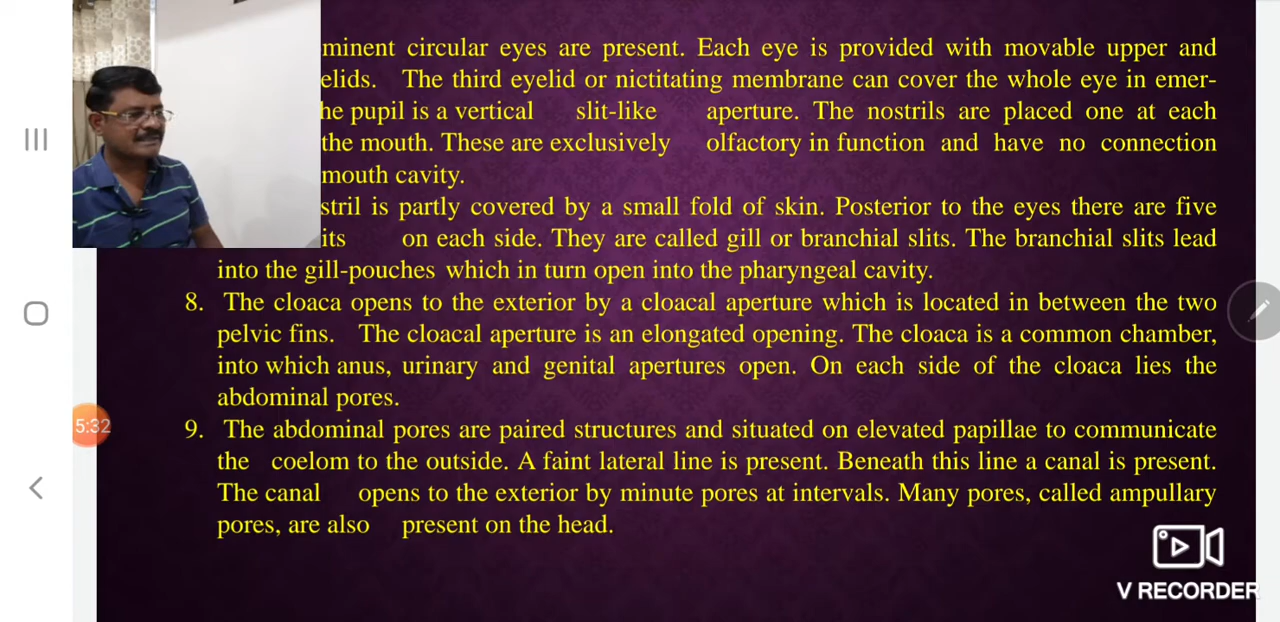 minent circular eyes are present. Each eye is provided with movable upper and
elids. The third eyelid or nictitating membrane can cover the whole eye in emer-
he pupil is a vertical slit-like aperture. The nostrils are placed one at each
the mouth. These are exclusively olfactory in function and have no connection
mouth cavity.
stril is partly covered by a small fold of skin. Posterior to the eyes there are five
its on each side. They are called gill or branchial slits. The branchial slits lead
into the gill-pouches which in turn open into the pharyngeal cavity.
8. The cloaca opens to the exterior by a cloacal aperture which is located in between the two
pelvic fins. The cloacal aperture is an elongated opening. The cloaca is a common chamber,
into which anus, urinary and genital apertures open. On each side of the cloaca lies the
abdominal pores.
5:32
9. The abdominal pores are paired structures and situated on elevated papillae to communicate
the coelom to the outside. A faint lateral line is present. Beneath this line a canal is present.
The canal opens to the exterior by minute pores at intervals. Many pores, called ampullary
pores, are also present on the head.
V RECORDER